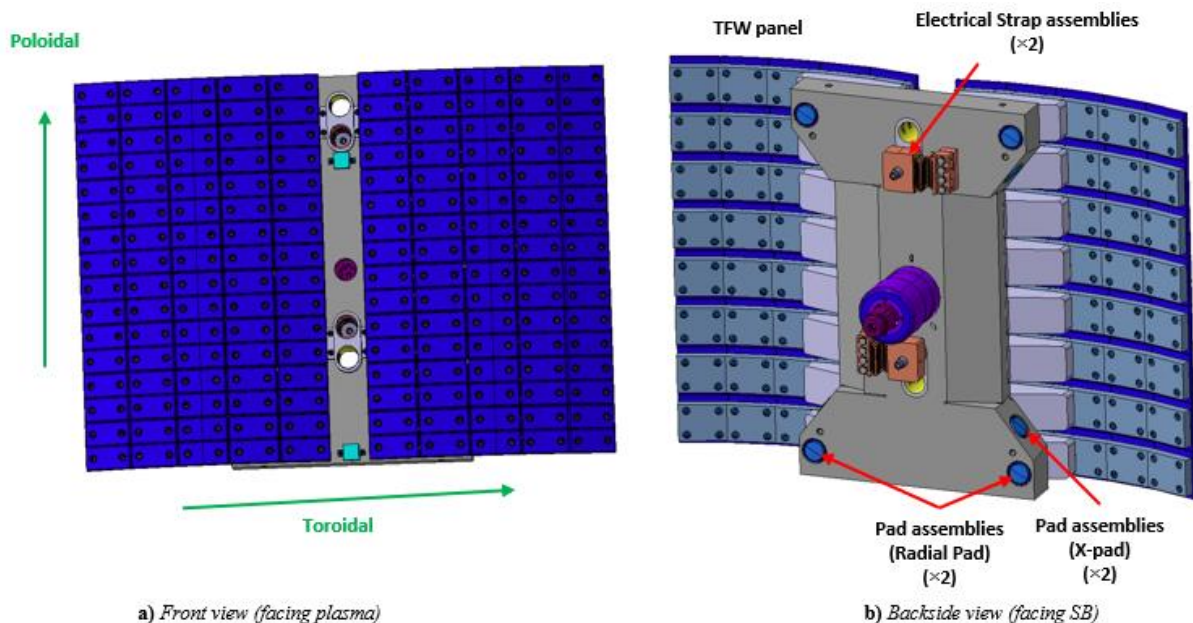 Poloidal
Toroidal
a) Front view (facing plasma)
TFW panel
Electrical Strap assemblies
(×2)
Pad assemblies
(Radial Pad)
(×2)
Pad assemblies
(X-pad)
(×2)
b) Backside view (facing SB)